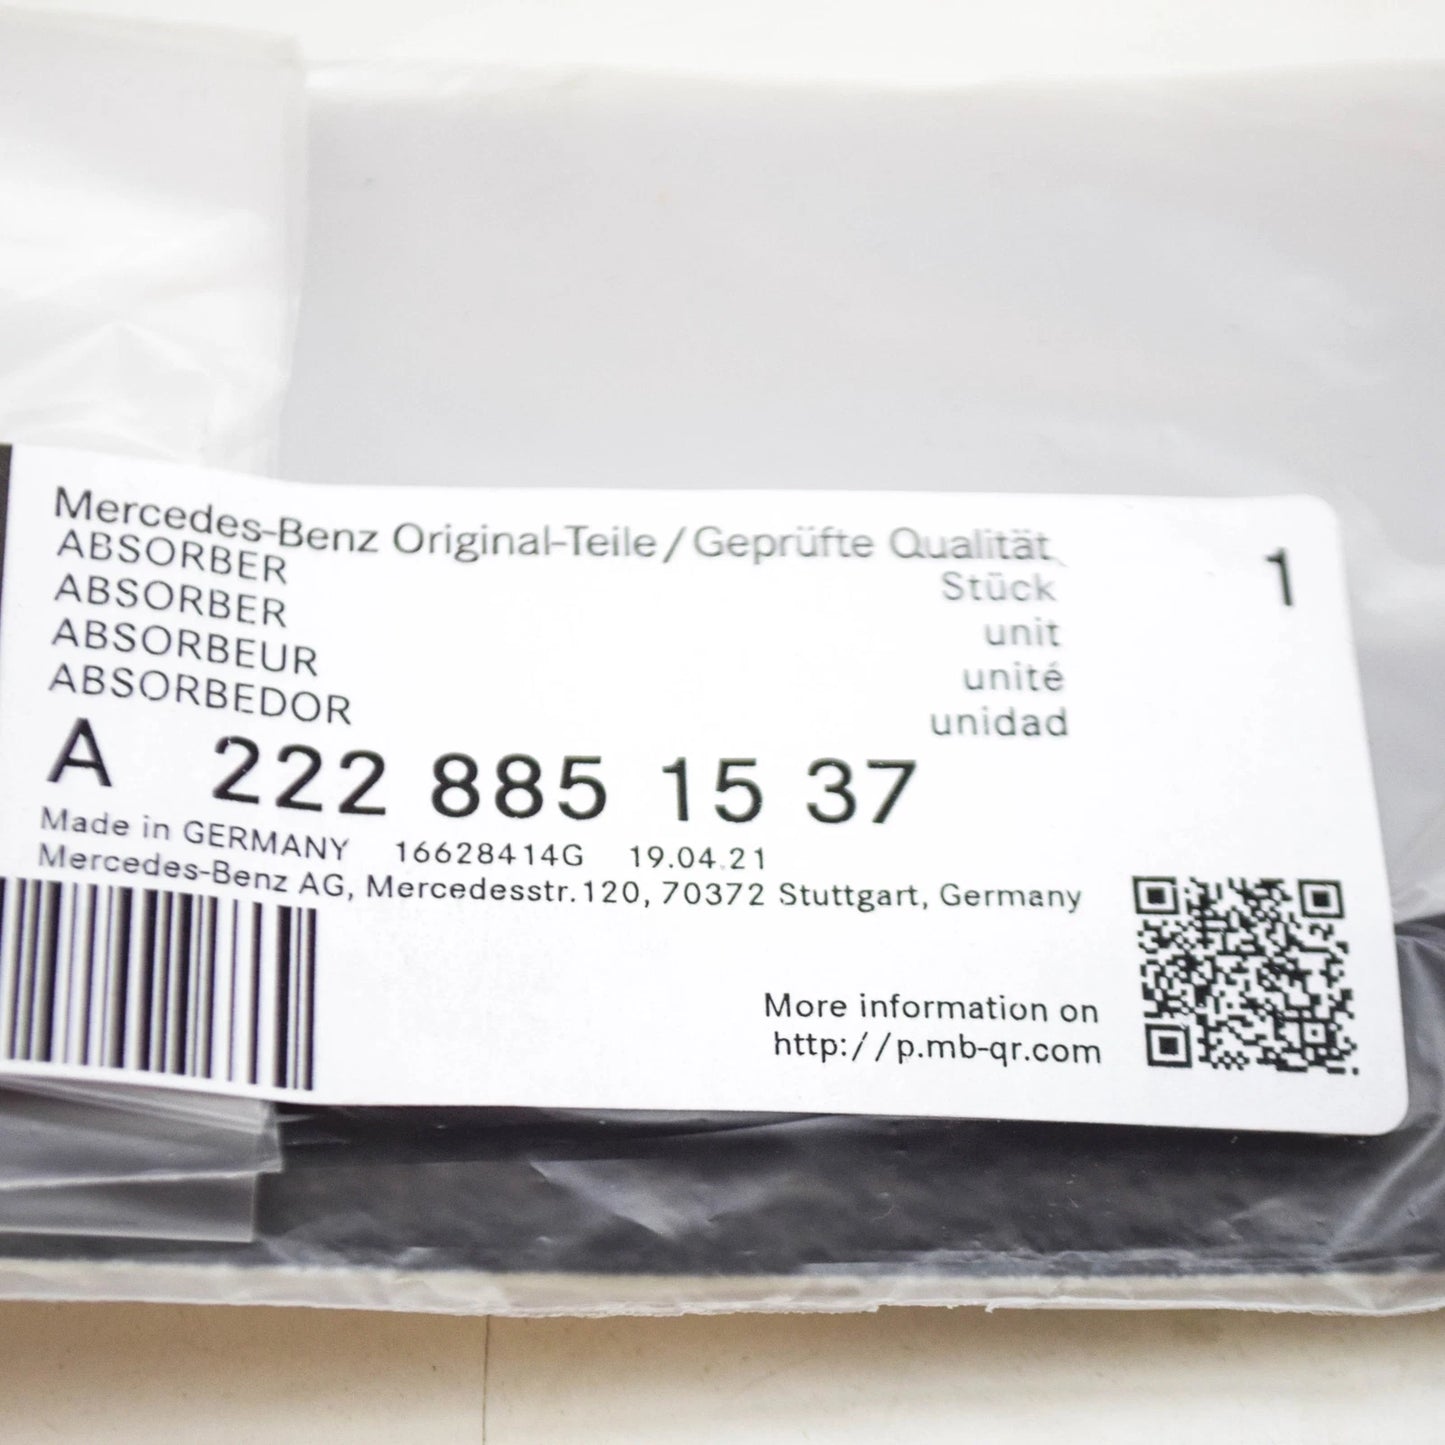 Mercedes-Benz Original-Teile/Geprüfte Qualität
ABSORBER Stück 1
ABSORBER unit
ABSORBEUR unité
ABSORBEDOR unidad
A 222 885 15 37
Made in GERMANY 16628414G 19.04.21
Mercedes-Benz AG, Mercedesstr.120, 70372 Stuttgart, Germany
More information on
http://p.mb-qr.com